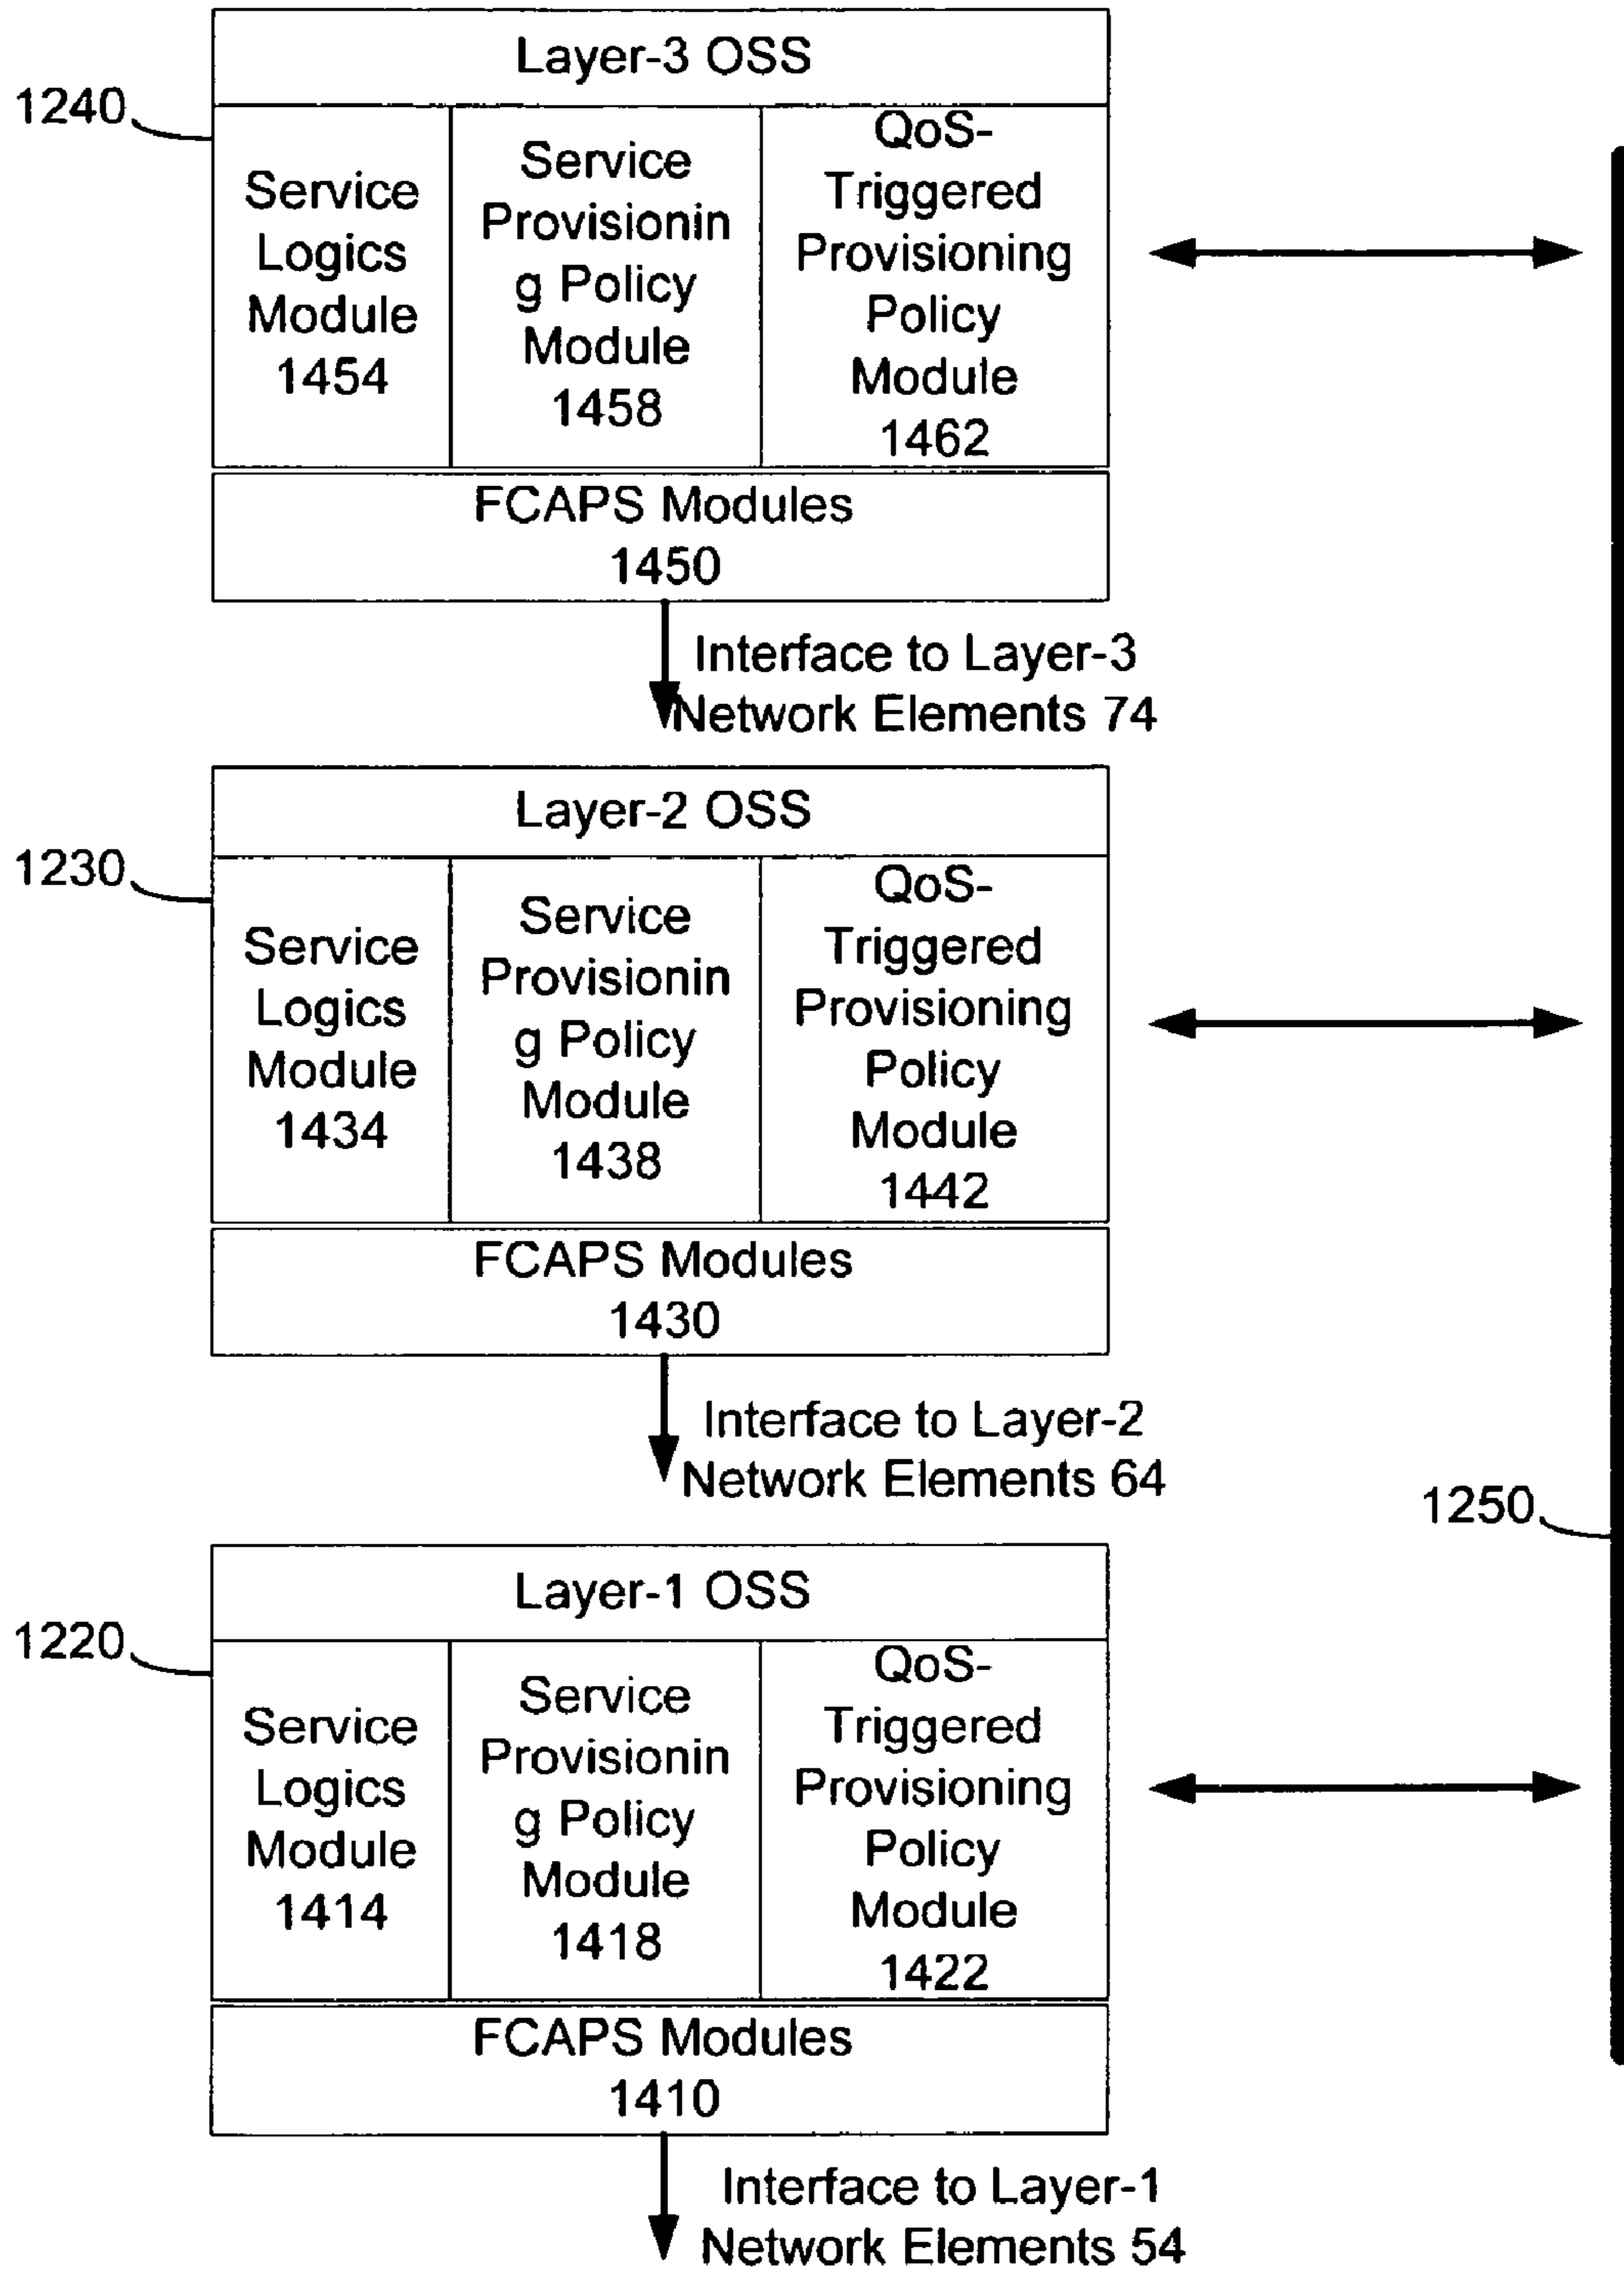 Layer-3 OSS
1240
Service
Logics
Module
1454
Service
Provisionin
g Policy
Module
1458
QoS-
Triggered
Provisioning
Policy
Module
1462
FCAPS Modules
1450
Interface to Layer-3
Network Elements 74
Layer-2 OSS
1230
Service
Logics
Module
1434
Service
Provisionin
g Policy
Module
1438
QoS-
Triggered
Provisioning
Policy
Module
1442
FCAPS Modules
1430
Interface to Layer-2
Network Elements 64
1250
Layer-1 OSS
1220
Service
Logics
Module
1414
Service
Provisionin
g Policy
Module
1418
QoS-
Triggered
Provisioning
Policy
Module
1422
FCAPS Modules
1410
Interface to Layer-1
Network Elements 54